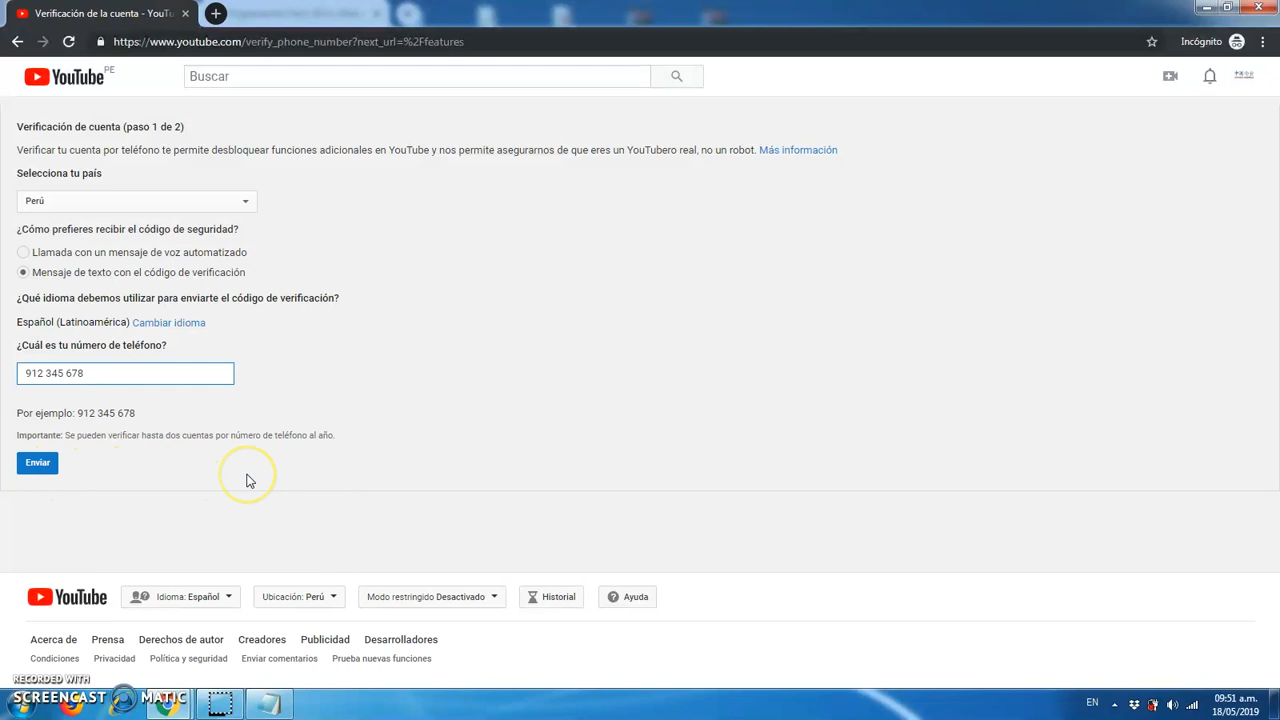 Verificación de la cuenta - YouTu
https://www.youtube.com/verify_phone_number?next_url=%2Ffeatures
Incógnito
YouTube PE
Buscar
Verificación de cuenta (paso 1 de 2)
Verificar tu cuenta por teléfono te permite desbloquear funciones adicionales en YouTube y nos permite asegurarnos de que eres un YouTubero real, no un robot. Más información
Selecciona tu país
Perú
¿Cómo prefieres recibir el código de seguridad?
Llamada con un mensaje de voz automatizado
Mensaje de texto con el código de verificación
¿Qué idioma debemos utilizar para enviarte el código de verificación?
Español (Latinoamérica) Cambiar idioma
¿Cuál es tu número de teléfono?
912 345 678
Por ejemplo: 912 345 678
Importante: Se pueden verificar hasta dos cuentas por número de teléfono al año.
Enviar
YouTube
Idioma: Español
Ubicación: Perú
Modo restringido Desactivado
Historial
Ayuda
Acerca de Prensa Derechos de autor Creadores Publicidad Desarrolladores
Condiciones Privacidad Política y seguridad Enviar comentarios Prueba nuevas funciones
RECORDED WITH
SCREENCAST MATIC
EN
09:51 a.m.
18/05/2019